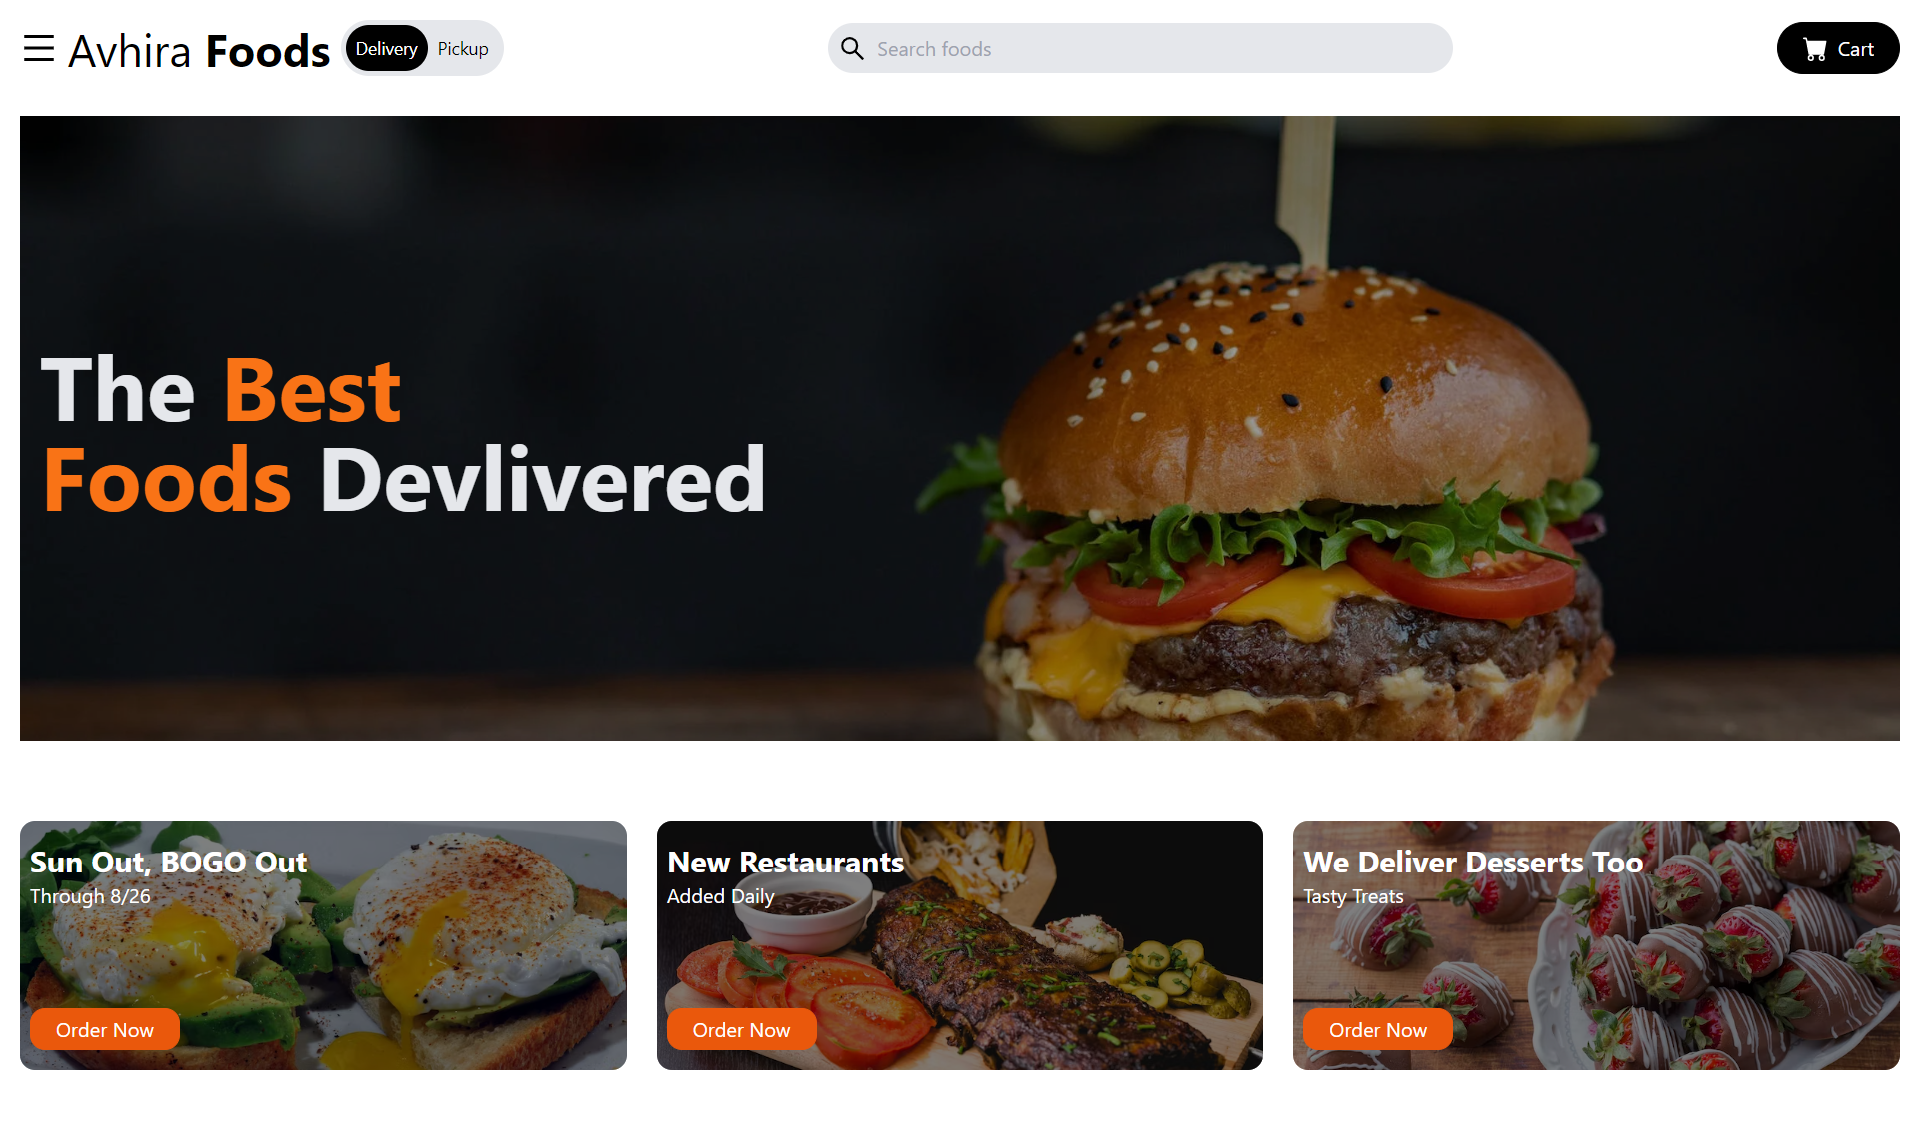 Avhira Foods
Delivery Pickup
Search foods
Cart
The Best
Foods Devlivered
Sun Out, BOGO Out
Through 8/26
Order Now
New Restaurants
Added Daily
Order Now
We Deliver Desserts Too
Tasty Treats
Order Now